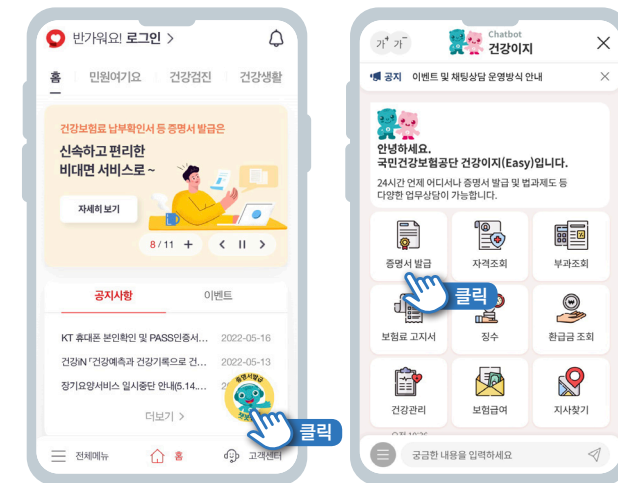 반가워요! 로그인 >
홈 민원여기요 건강검진 건강생활
건강보험료 납부확인서 등 증명서 발급은
신속하고 편리한
비대면 서비스로 ~
자세히 보기
8/11 +
공지사항 이벤트
KT 휴대폰 본인확인 및 PASS인증서... 2022-05-16
건강iN 「건강예측과 건강기록으로 건... 2022-05-13
장기요양서비스 일시중단 안내(5.14.... 2
증명서발급
더보기 >
클릭
전체메뉴 홈 고객센터
가+ 가-
Chatbot
건강이지
공지 이벤트 및 채팅상담 운영방식 안내
안녕하세요.
국민건강보험공단 건강이지(Easy)입니다.
24시간 언제 어디서나 증명서 발급 및 법과제도 등
다양한 업무상담이 가능합니다.
증명서 발급 자격조회 부과조회
클릭
보험료 고지서 징수 환급금 조회
건강관리 보험급여 지사찾기
궁금한 내용을 입력하세요